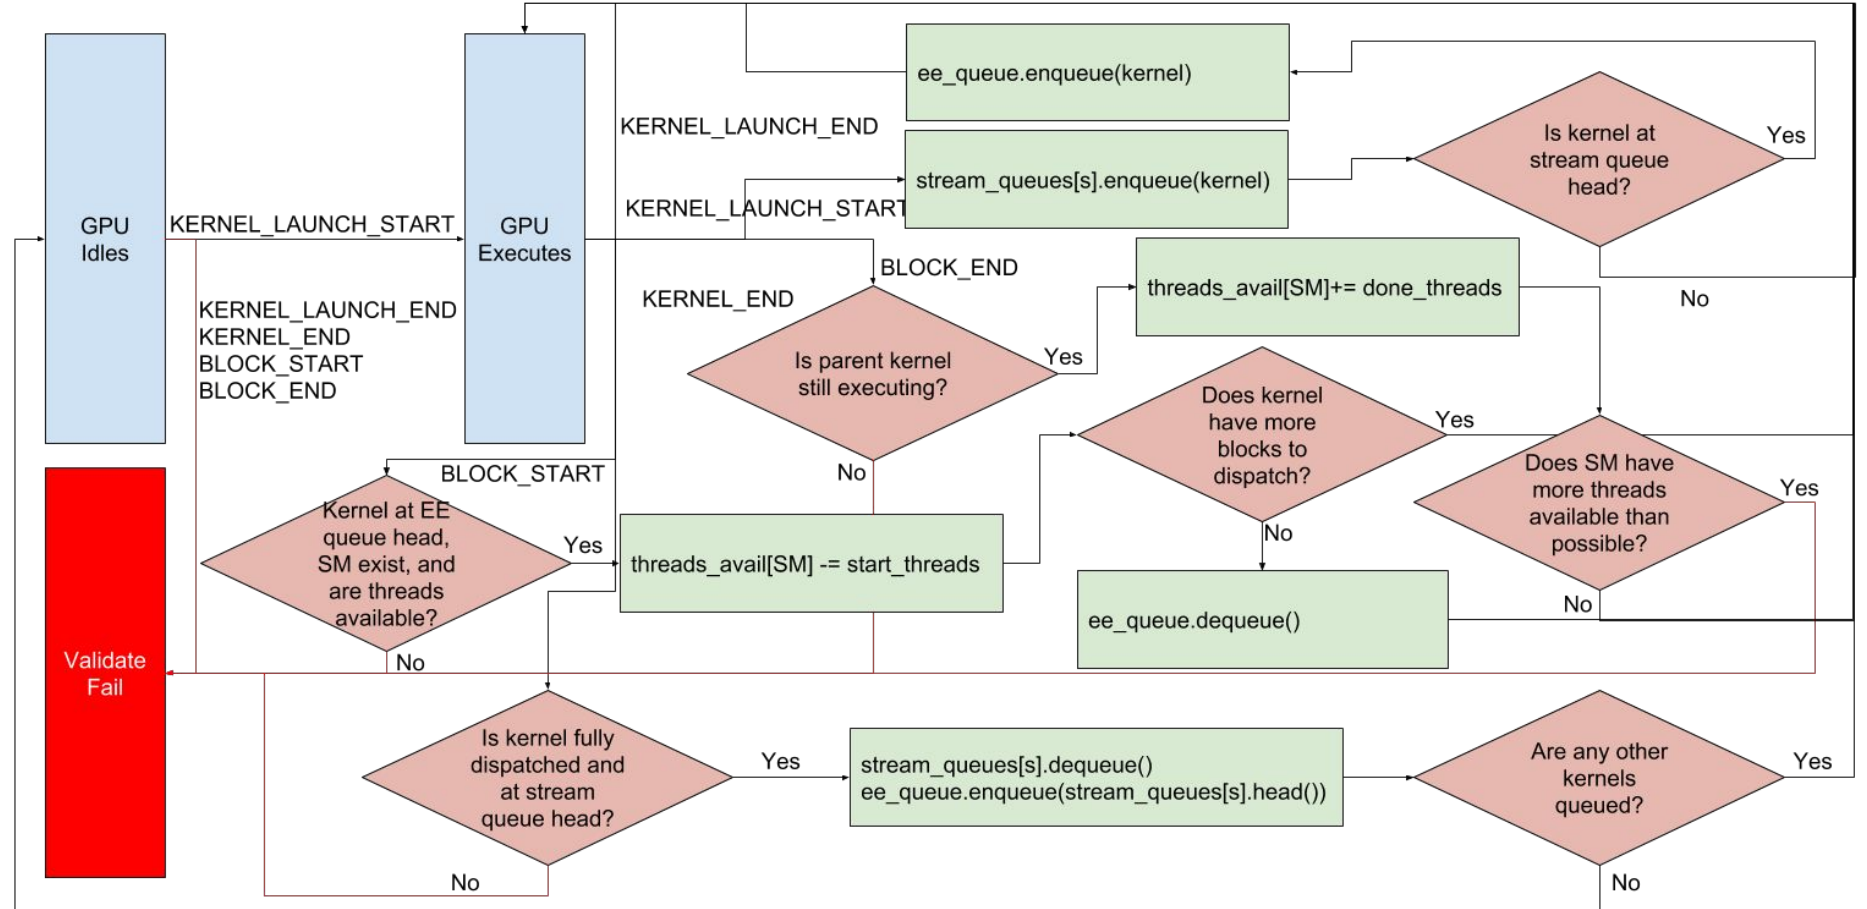 GPU
Idles
KERNEL_LAUNCH_START
KERNEL_LAUNCH_END
KERNEL_END
BLOCK_START
BLOCK_END
Validate
Fail
GPU
Executes
KERNEL_LAUNCH_END
KERNEL_LAUNCH_START
BLOCK_END
KERNEL_END
BLOCK_START
ee_queue.enqueue(kernel)
stream_queues[s].enqueue(kernel)
Is kernel at
stream queue
head?
Yes
No
Is parent kernel
still executing?
Yes
No
threads_avail[SM]+= done_threads
Does SM have
more threads
available than
possible?
Yes
No
Kernel at EE
queue head,
SM exist, and
are threads
available?
Yes
No
threads_avail[SM] -= start_threads
Does kernel
have more
blocks to
dispatch?
Yes
No
ee_queue.dequeue()
Is kernel fully
dispatched and
at stream
queue head?
Yes
No
stream_queues[s].dequeue()
ee_queue.enqueue(stream_queues[s].head())
Are any other
kernels
queued?
Yes
No